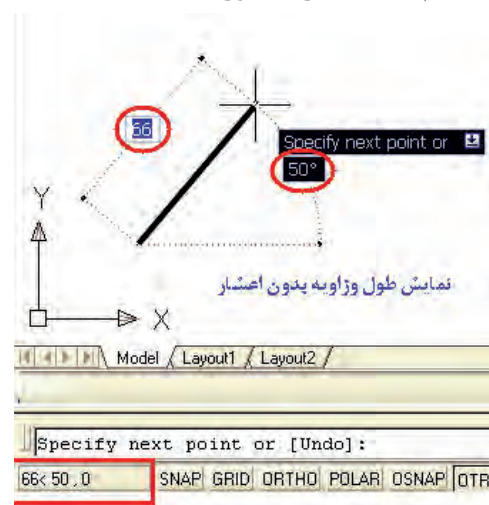 66
Specify next point or
50°
Y
نمایش طول وزاویه بدون اعشار
X
Model / Layout1 / Layout2 /
Specify next point or [Undo]:
66< 50 , 0 SNAP GRID ORTHO POLAR OSNAP OTR